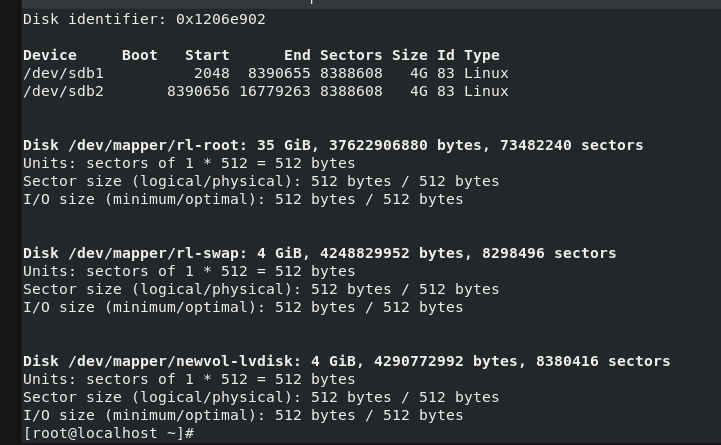 Disk identifier: 0x1206e902
Device     Boot   Start      End Sectors Size Id Type
/dev/sdb1          2048  8390655 8388608   4G 83 Linux
/dev/sdb2       8390656 16779263 8388608   4G 83 Linux
Disk /dev/mapper/rl-root: 35 GiB, 37622906880 bytes, 73482240 sectors
Units: sectors of 1 * 512 = 512 bytes
Sector size (logical/physical): 512 bytes / 512 bytes
I/O size (minimum/optimal): 512 bytes / 512 bytes
Disk /dev/mapper/rl-swap: 4 GiB, 4248829952 bytes, 8298496 sectors
Units: sectors of 1 * 512 = 512 bytes
Sector size (logical/physical): 512 bytes / 512 bytes
I/O size (minimum/optimal): 512 bytes / 512 bytes
Disk /dev/mapper/newvol-lvdisk: 4 GiB, 4290772992 bytes, 8380416 sectors
Units: sectors of 1 * 512 = 512 bytes
Sector size (logical/physical): 512 bytes / 512 bytes
I/O size (minimum/optimal): 512 bytes / 512 bytes
[root@localhost ~]#